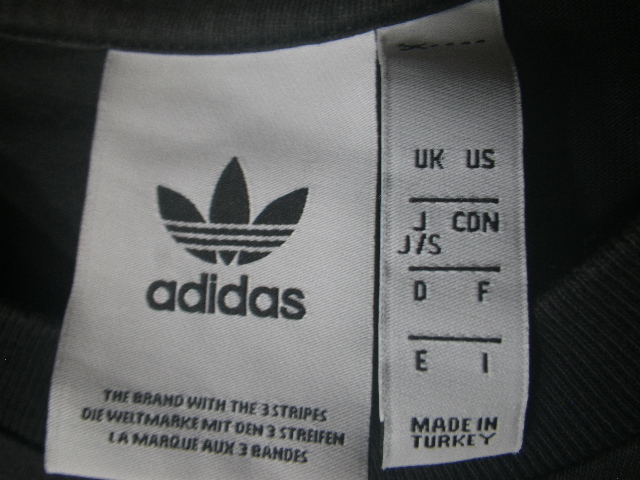 adidas
THE BRAND WITH THE 3 STRIPES
DIE WELTMARKE MIT DEN 3 STREIFEN
LA MARQUE AUX 3 BANDES
UK US
J CDN
J/S
D F
E I
MADE IN
TURKEY